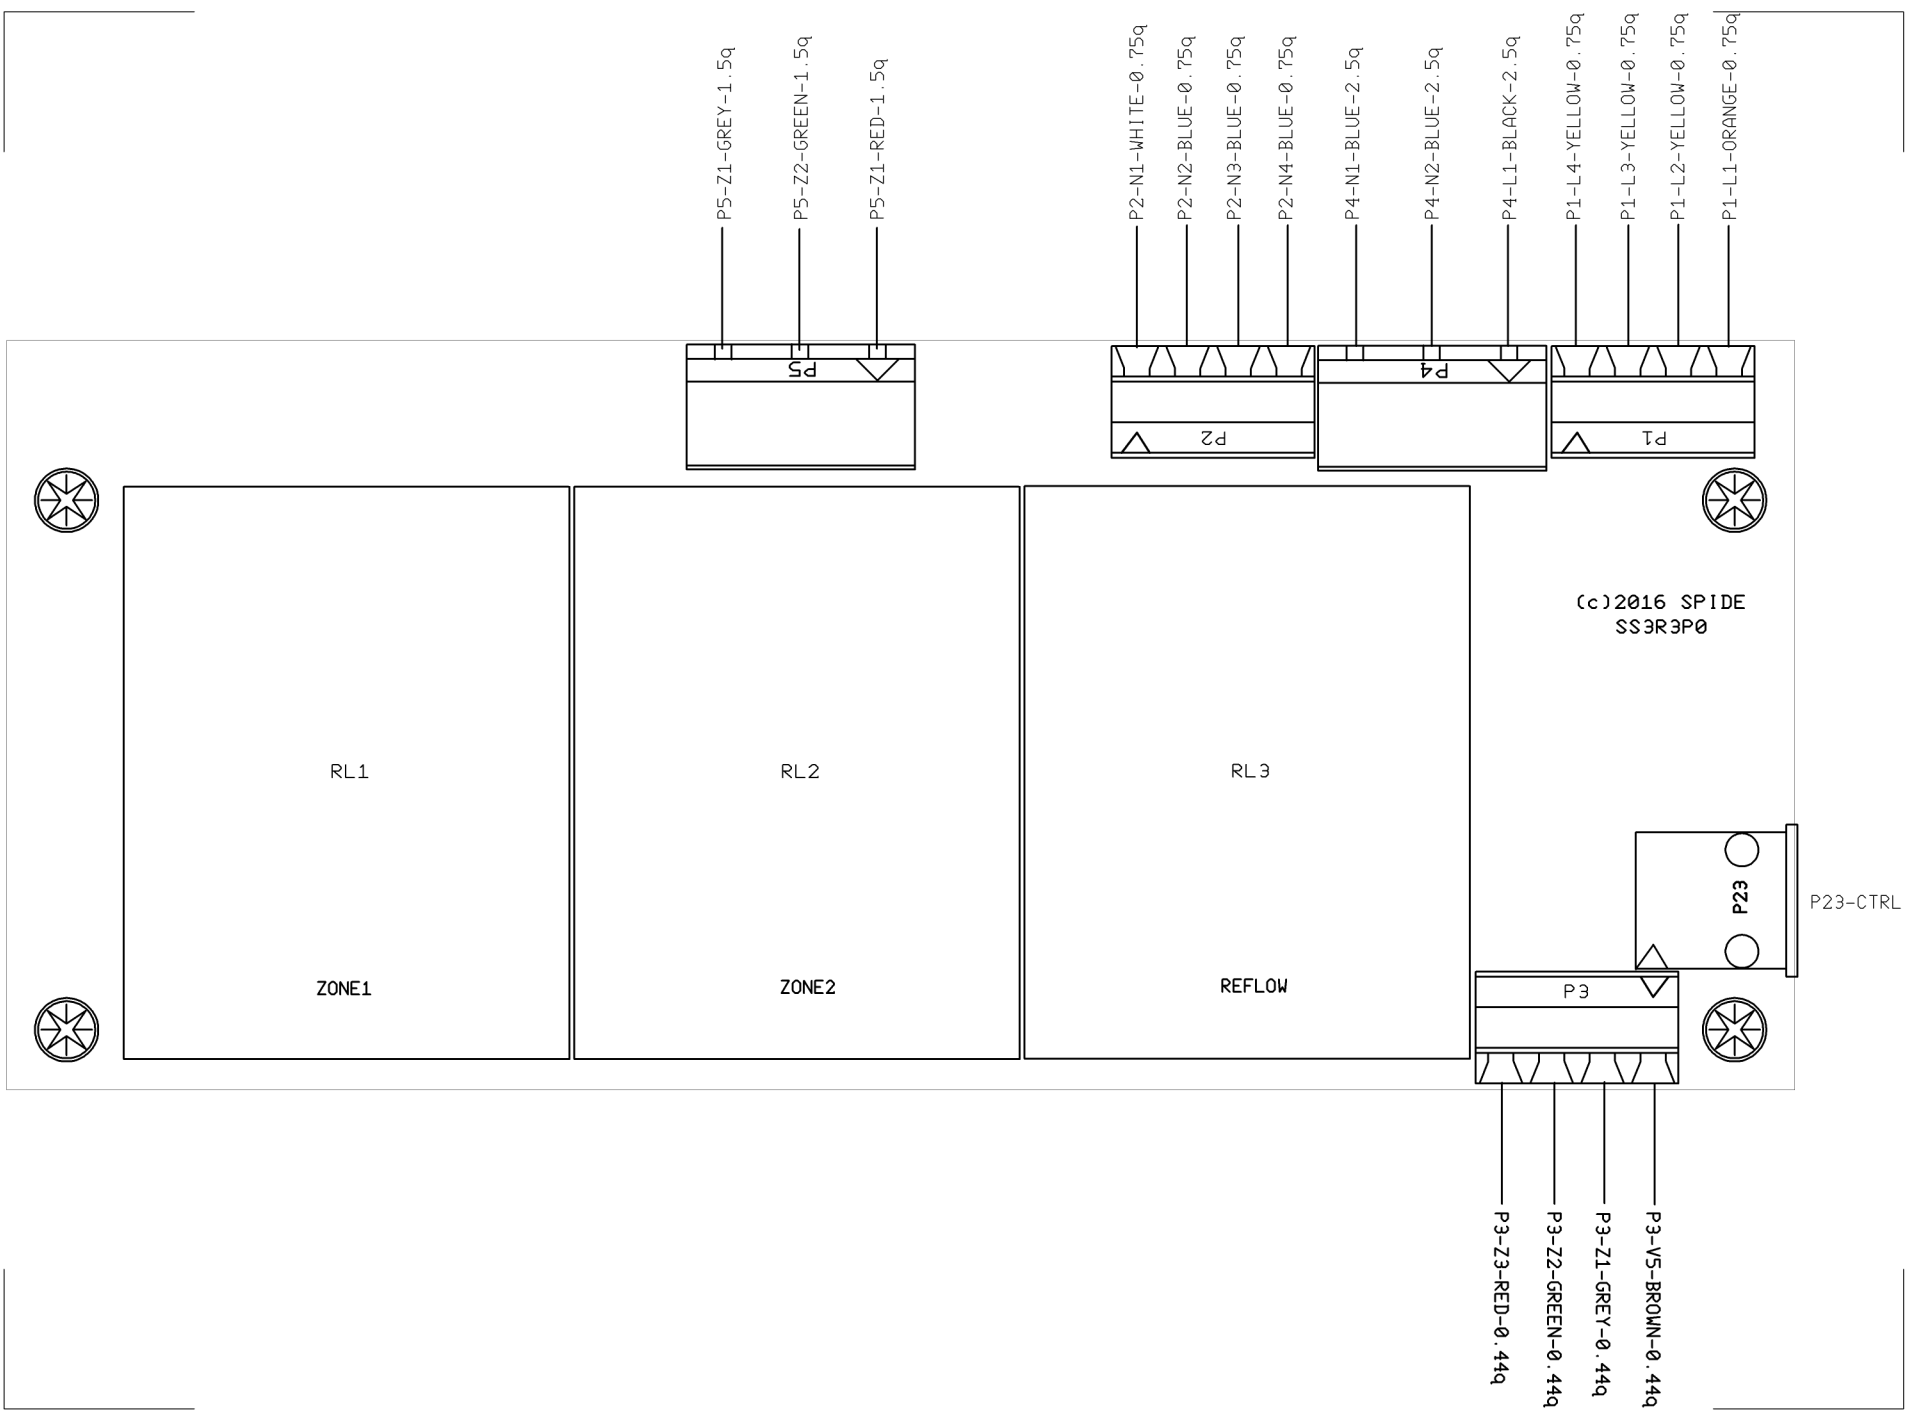 P5-Z1-GREY-1.5q
P5-Z2-GREEN-1.5q
P5-Z1-RED-1.5q
P2-N1-WHITE-0.75q
P2-N2-BLUE-0.75q
P2-N3-BLUE-0.75q
P2-N4-BLUE-0.75q
P4-N1-BLUE-2.5q
P4-N2-BLUE-2.5q
P4-L1-BLACK-2.5q
P1-L4-YELLOW-0.75q
P1-L3-YELLOW-0.75q
P1-L2-YELLOW-0.75q
P1-L1-ORANGE-0.75q
P5
P4
P2
P1
(c)2016 SPIDE
SS3R3P0
RL1
RL2
RL3
P23
P23-CTRL
ZONE1
ZONE2
REFLOW
P3
P3-Z3-RED-0.44q
P3-Z2-GREEN-0.44q
P3-Z1-GREY-0.44q
P3-V5-BROWN-0.44q